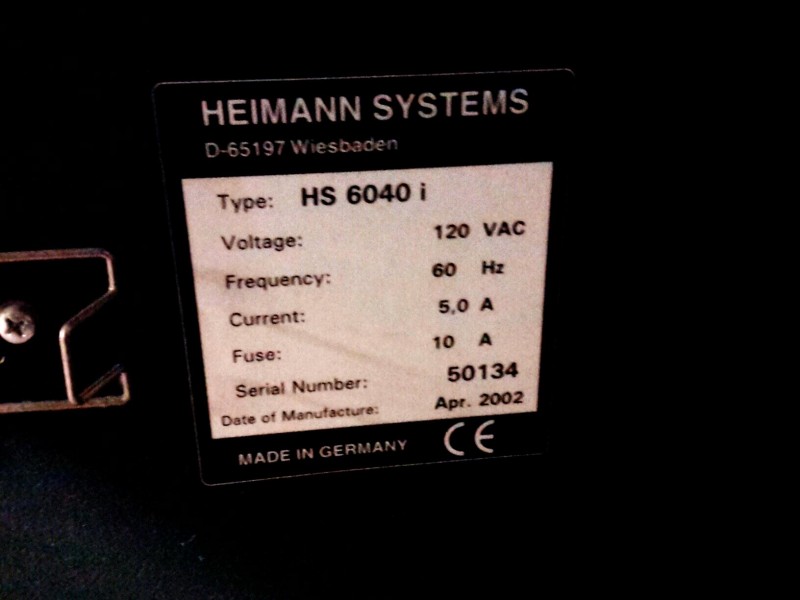 HEIMANN SYSTEMS
D-65197 Wiesbaden
Type: HS 6040 i
Voltage: 120 VAC
Frequency: 60 Hz
Current: 5,0 A
Fuse: 10 A
Serial Number: 50134
Date of Manufacture: Apr. 2002
MADE IN GERMANY CE